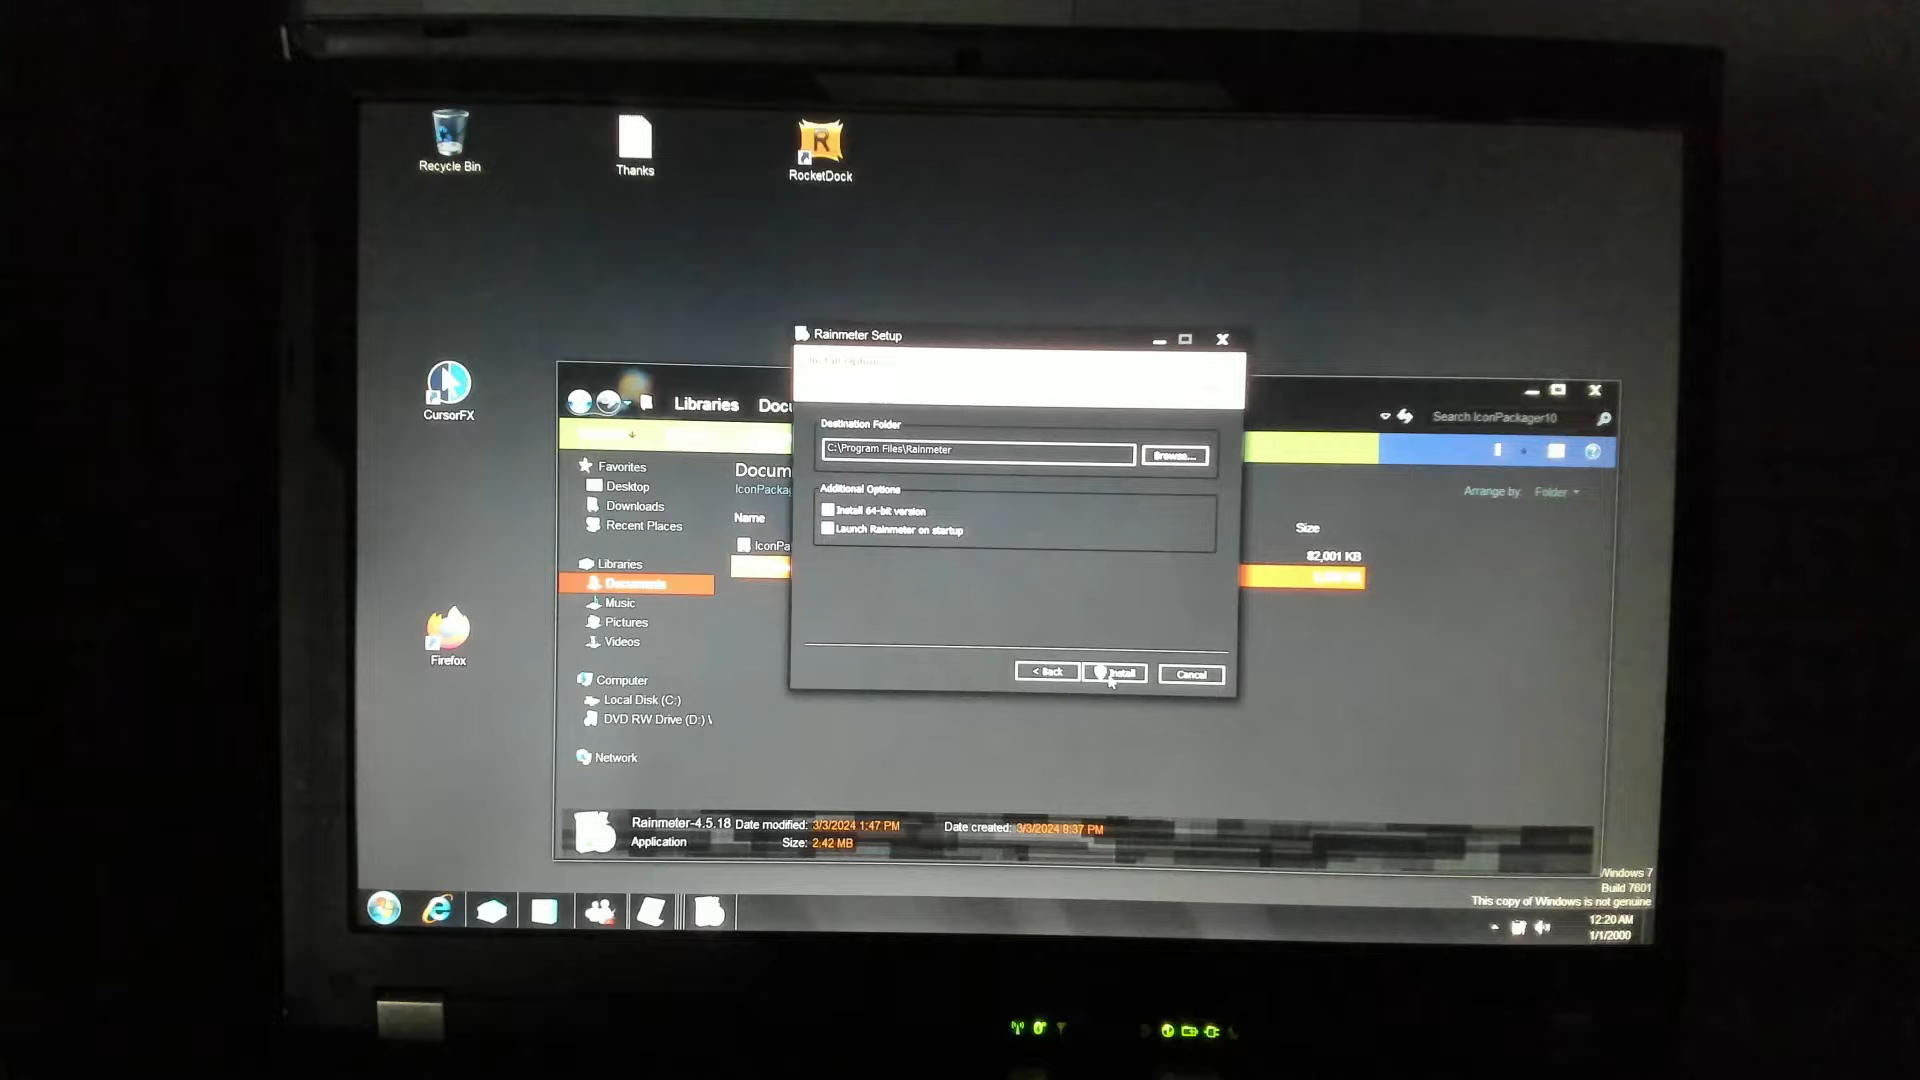 Recycle Bin
Thanks
RocketDock
CursorFX
Firefox
Rainmeter Setup
Destination Folder
C:\Program Files\Rainmeter
Browse...
Additional Options
Install 64-bit version
Launch Rainmeter on startup
< Back
Install
Cancel
Libraries
Docu
Search IconPackager10
Arrange by:
Folder
Docum
IconPackag
Name
Size
IconPa
82,001 KB
Favorites
Desktop
Downloads
Recent Places
Libraries
Documents
Music
Pictures
Videos
Computer
Local Disk (C:)
DVD RW Drive (D:) \
Network
Rainmeter-4.5.18 Date modified: 3/3/2024 1:47 PM
Date created: 3/3/2024 8:37 PM
Application
Size: 2.42 MB
Windows 7
Build 7601
This copy of Windows is not genuine
12:20 AM
1/1/2000